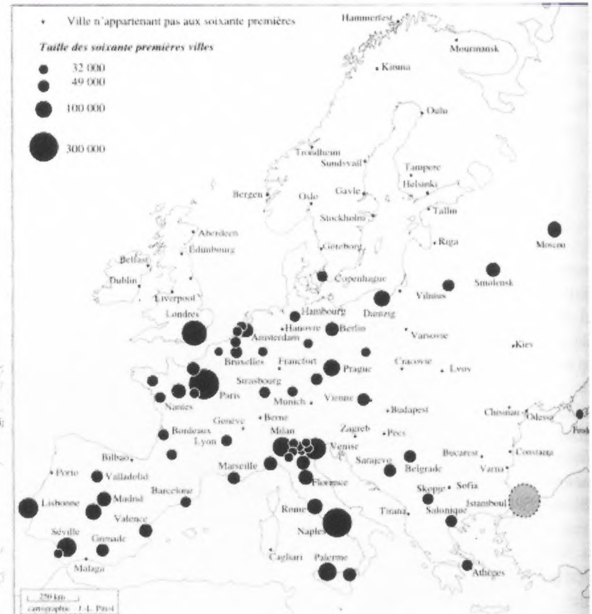 Ville n'appartenant pas aux soixante premières
Taille des soixante premières villes
32 000
49 000
100 000
300 000
Hammerfest
Mourmansk
Kiruna
Oulu
Trondheim
Sundsvall
Tampere
Helsinki
Bergen
Oslo
Gavle
Stockholm
Tallin
Aberdeen
Edimbourg
Göteborg
Riga
Moscou
Belfast
Dublin
Copenhague
Smolensk
Liverpool
Vilnius
Londres
Hambourg
Danzig
Amsterdam
Hanovre
Berlin
Varsovie
Kiev
Bruxelles
Francfort
Prague
Cracovie
Lvov
Paris
Strasbourg
Munich
Vienne
Nantes
Budapest
Genève
Berne
Odessa
Bordeaux
Lyon
Milan
Zagreb
Pecs
Venise
Bilbao
Sarajevo
Belgrade
Bucarest
Constanta
Porto
Valladolid
Marseille
Florence
Varna
Skopje
Sofia
Lisbonne
Madrid
Barcelone
Rome
Istamboul
Valence
Naples
Tirana
Salonique
Séville
Grenade
Cagliari
Palerme
Malaga
Athènes
250 km
cartographie J-L. Pinol